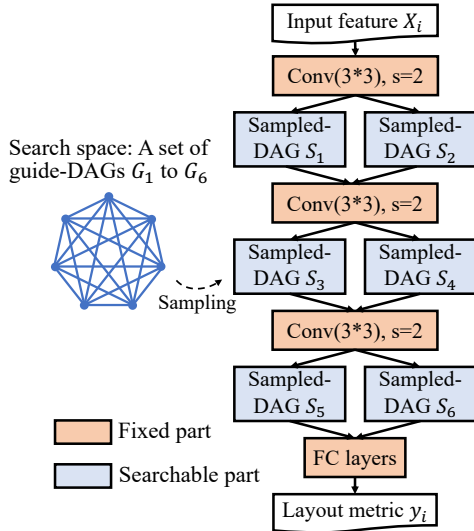 Input feature $X_i$
Conv(3*3), s=2
Sampled-
DAG $S_1$
Sampled-
DAG $S_2$
Search space: A set of
guide-DAGs $G_1$ to $G_6$
Conv(3*3), s=2
Sampling
Sampled-
DAG $S_3$
Sampled-
DAG $S_4$
Conv(3*3), s=2
Sampled-
DAG $S_5$
Sampled-
DAG $S_6$
Fixed part
Searchable part
FC layers
Layout metric $y_i$